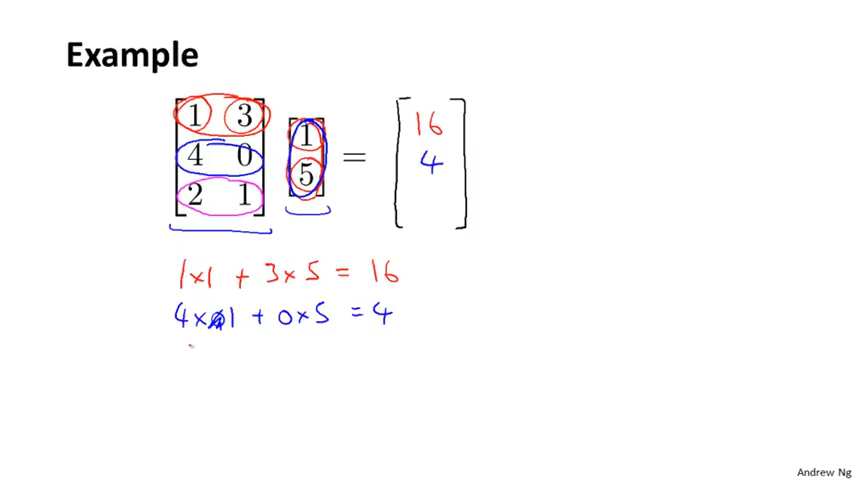 Example
1 3 1 16
4 0 5 = 4
2 1
1×1 + 3×5 = 16
4×1 + 0×5 = 4
Andrew Ng